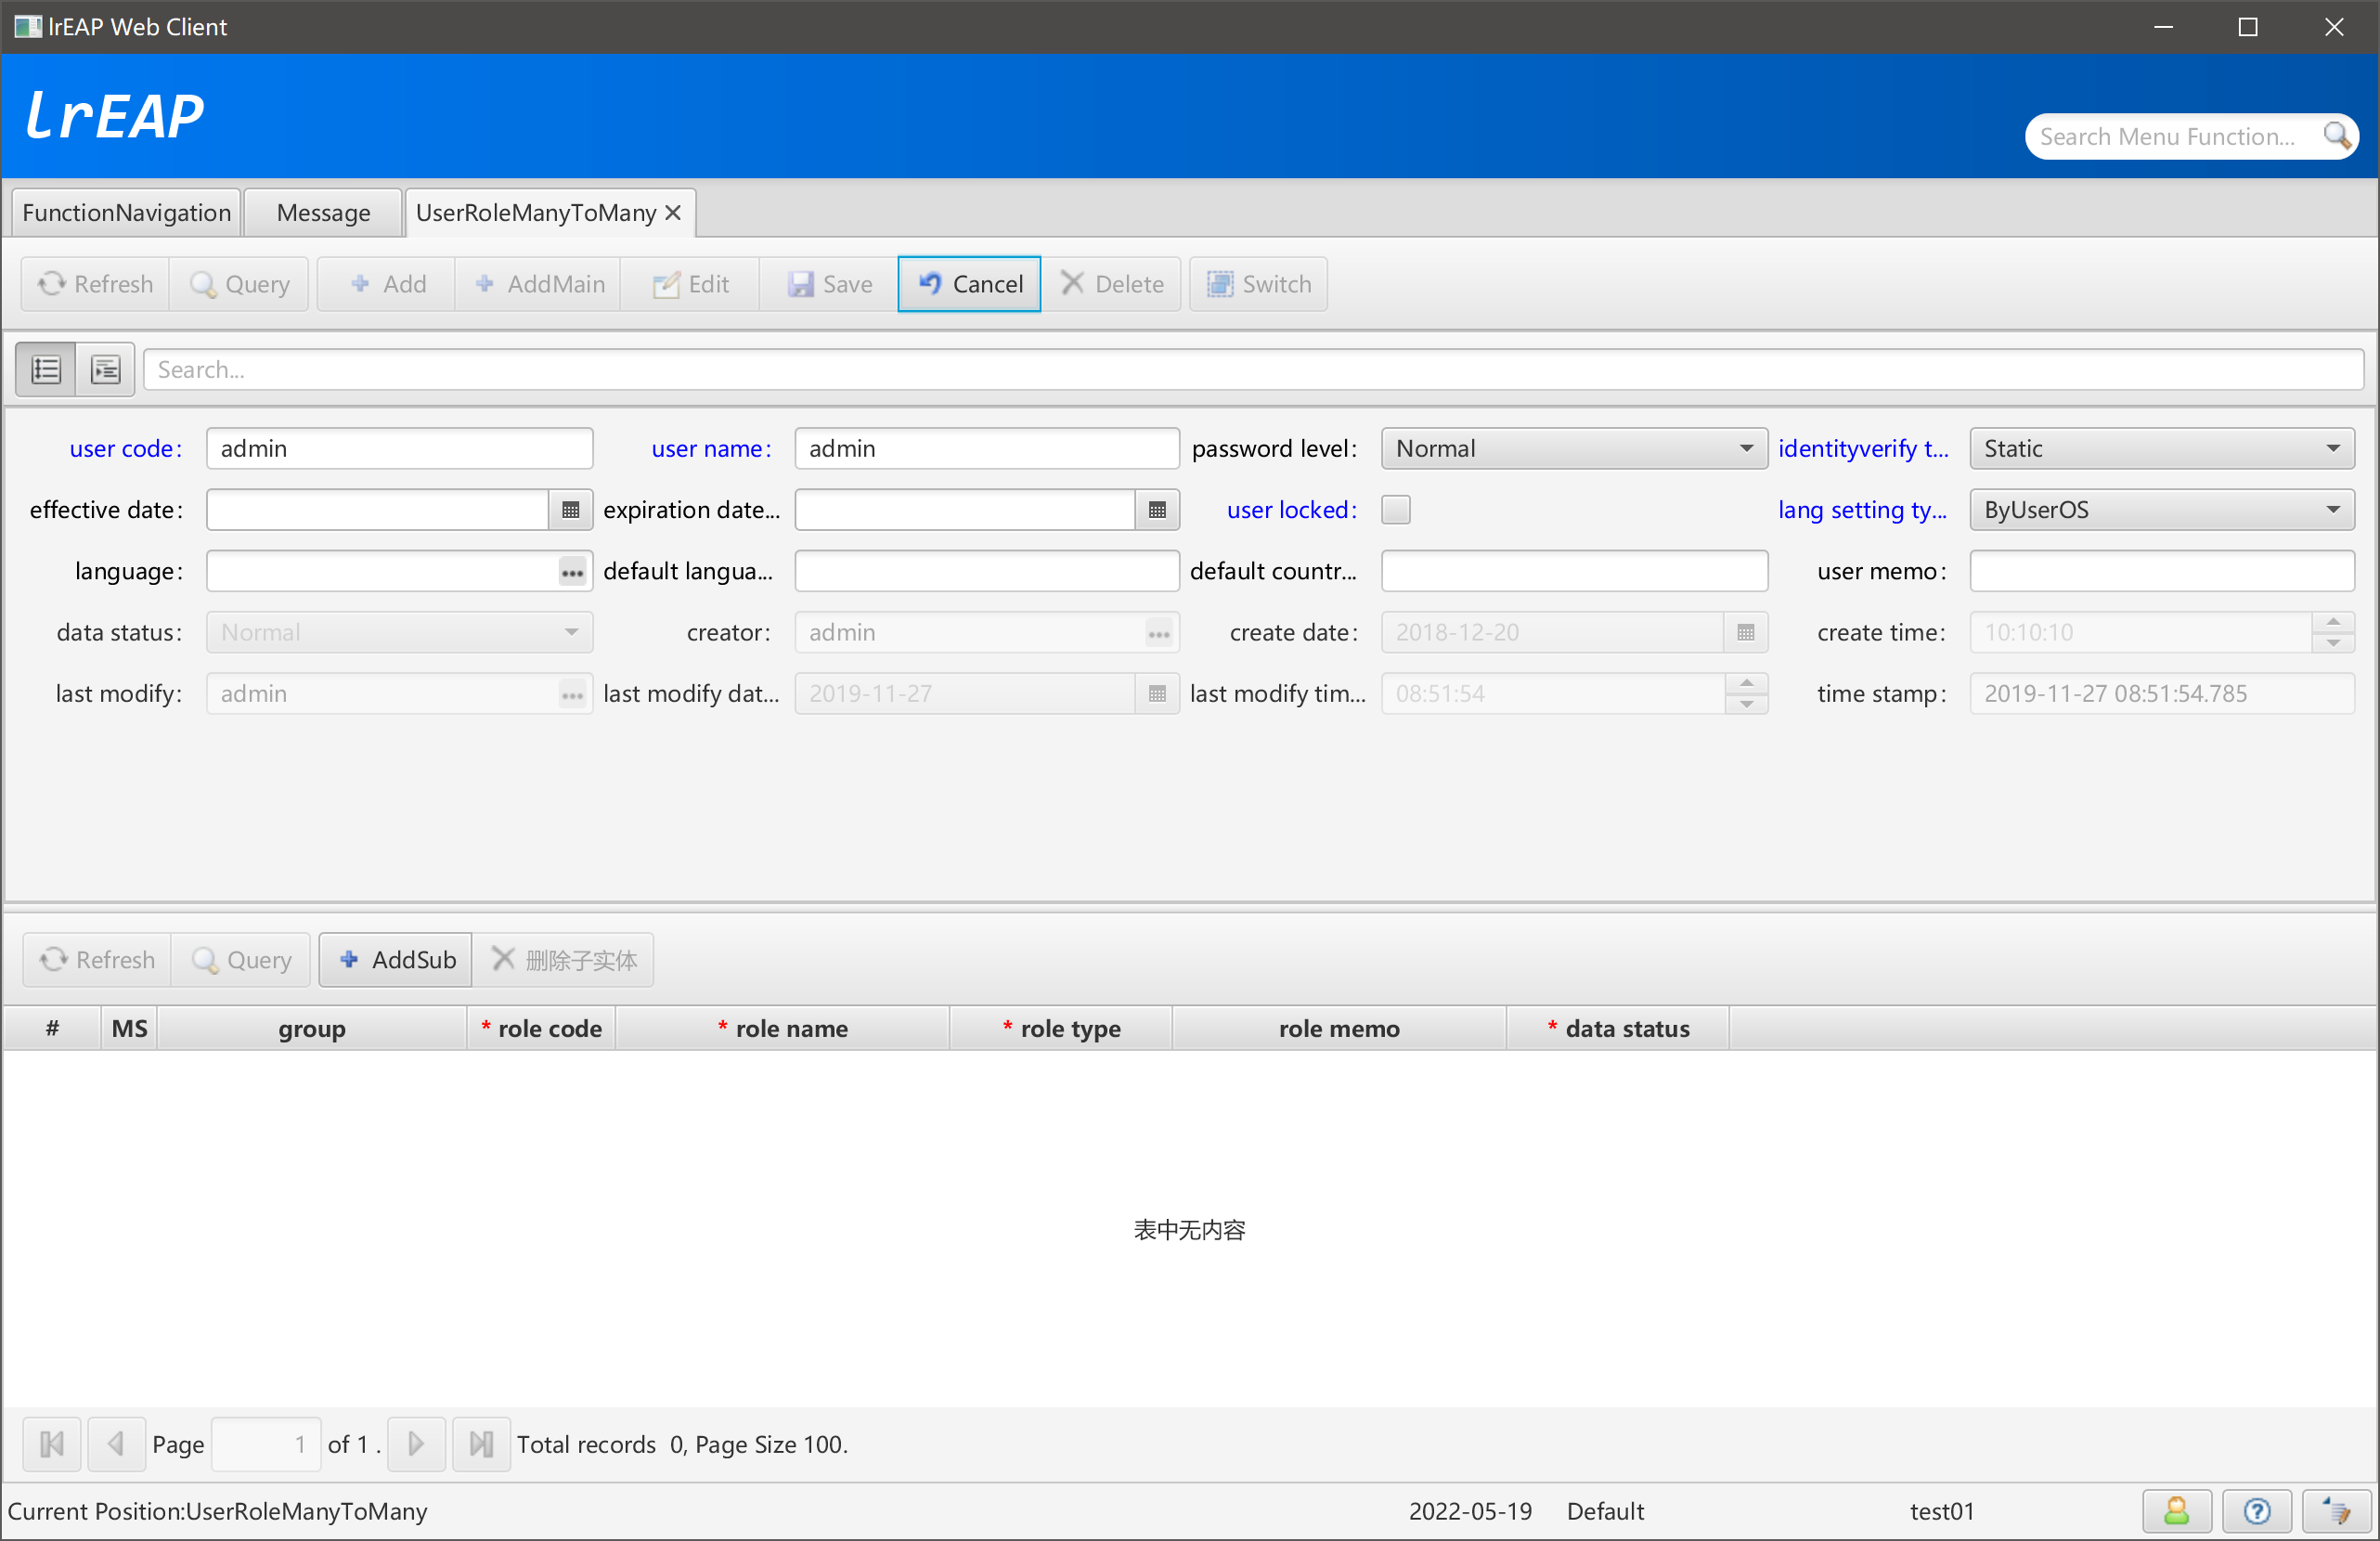 lrEAP Web Client
lrEAP
Search Menu Function...
FunctionNavigation Message UserRoleManyToMany
Refresh Query Add AddMain Edit Save Cancel Delete Switch
Search...
user code: admin user name: admin password level: Normal identityverify t... Static
effective date: expiration date... user locked: lang setting ty... ByUserOS
language: default langua... default countr... user memo:
data status: Normal creator: admin create date: 2018-12-20 create time: 10:10:10
last modify: admin last modify dat... 2019-11-27 last modify tim... 08:51:54 time stamp: 2019-11-27 08:51:54.785
Refresh Query AddSub 删除子实体
# MS group * role code * role name * role type role memo * data status
表中无内容
Page 1 of 1 . Total records 0, Page Size 100.
Current Position:UserRoleManyToMany 2022-05-19 Default test01